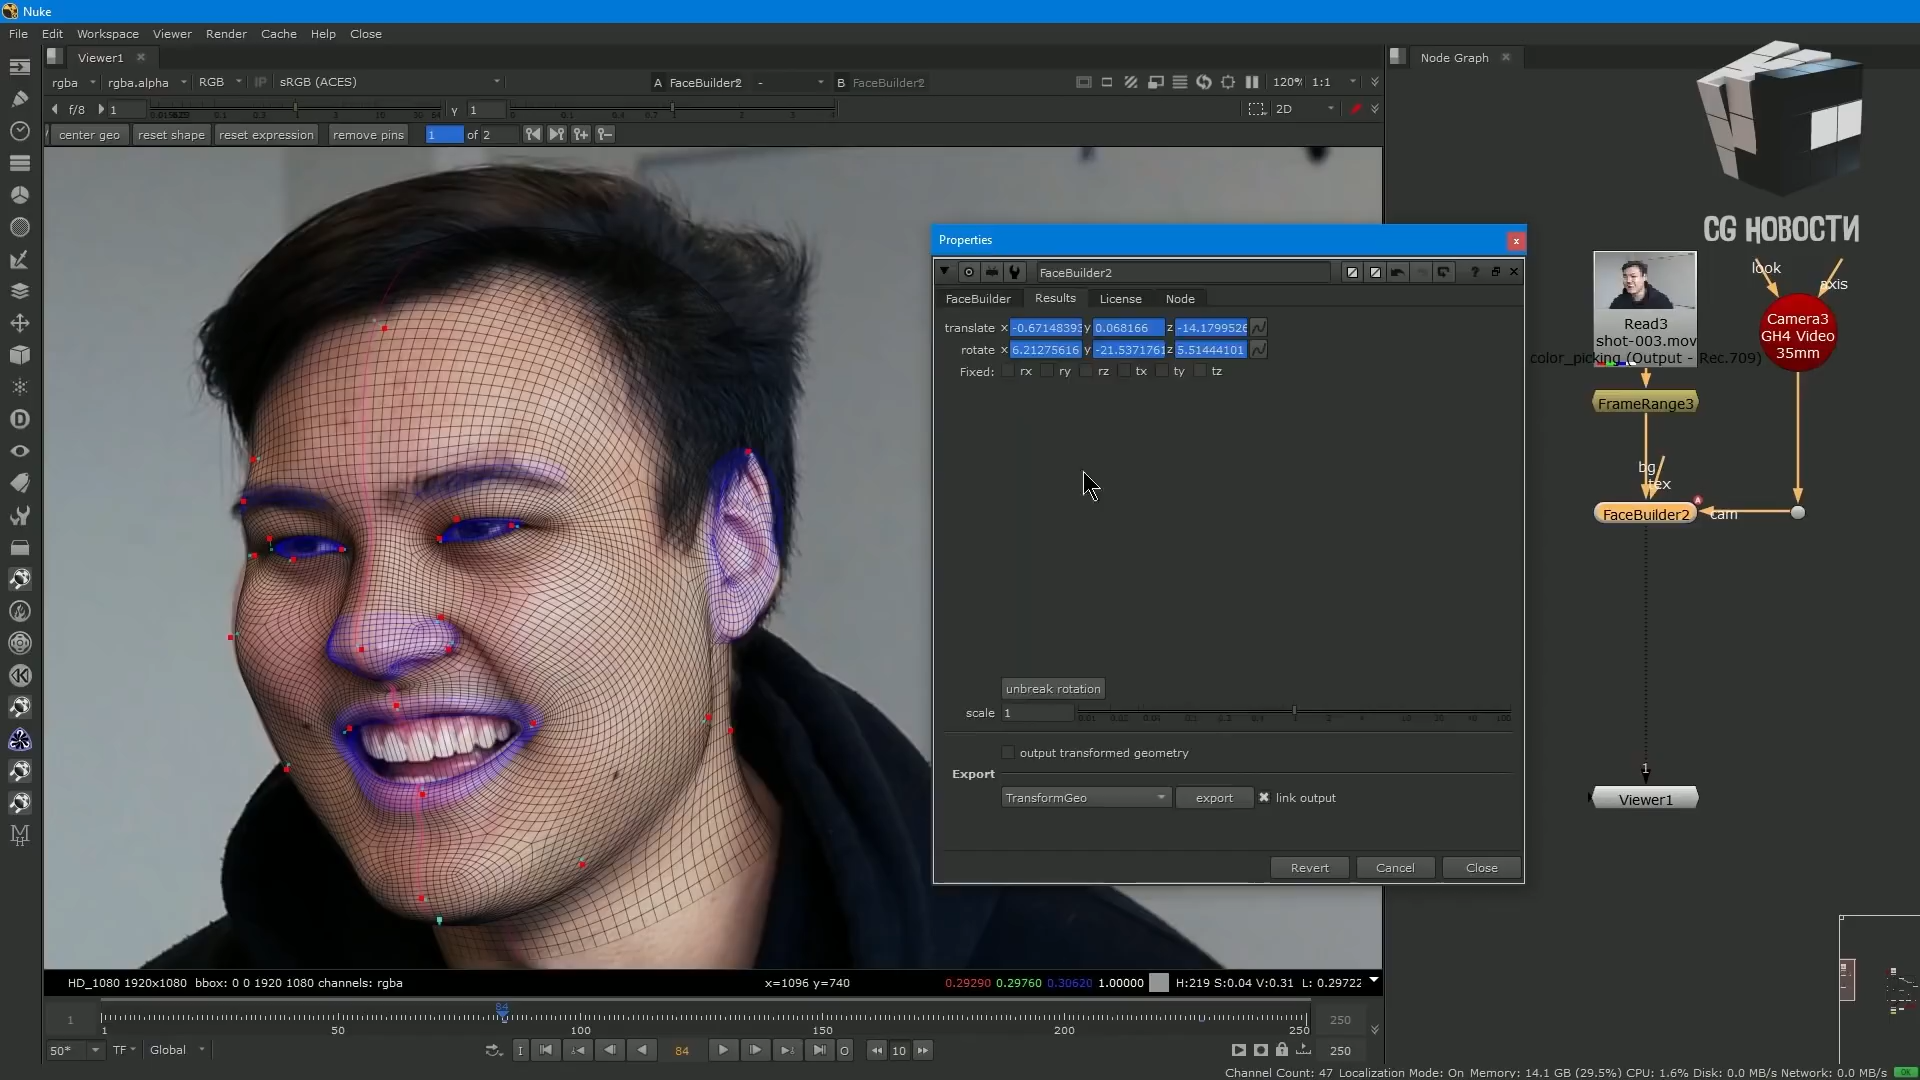 Nuke
File Edit Workspace Viewer Render Cache Help Close
Viewer1
Node Graph
rgba rgba.alpha RGB IP sRGB (ACES) A FaceBuilder2 - B FaceBuilder2 120% 1:1
f/8 1 y 1 2D
center geo reset shape reset expression remove pins 1 of 2
CG НОВОСТИ
Properties
FaceBuilder2
FaceBuilder Results License Node
translate x -0.67148393 y 0.068166 z -14.1799526
rotate x 6.21275616 y -21.5371761 z 5.51444101
Fixed: rx ry rz tx ty tz
unbreak rotation
scale 1
output transformed geometry
Export
TransformGeo export link output
Revert Cancel Close
look
axis
Camera3
GH4 Video
35mm
Read3
shot-003.mov
color_picking (Output - Rec.709)
FrameRange3
bg
tex
FaceBuilder2
cam
1
Viewer1
HD_1080 1920x1080 bbox: 0 0 1920 1080 channels: rgba x=1096 y=740 0.29290 0.29760 0.30620 1.00000 H:219 S:0.04 V:0.31 L: 0.29722
84
1 250
1 50 100 150 200 250
50* TF Global I 84 O 10 250
Channel Count: 47 Localization Mode: On Memory: 14.1 GB (29.5%) CPU: 1.6% Disk: 0.0 MB/s Network: 0.0 MB/s